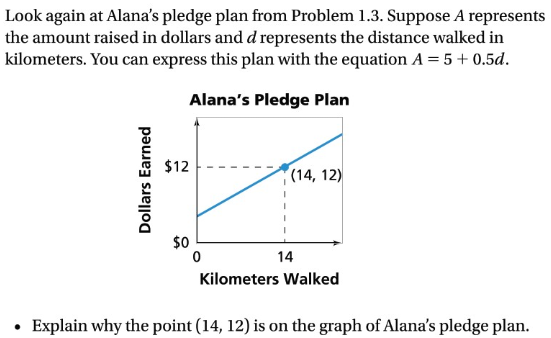 Look again at Alana's pledge plan from Problem 1.3. Suppose A represents
the amount raised in dollars and d represents the distance walked in
kilometers. You can express this plan with the equation A = 5 + 0.5d.
Alana's Pledge Plan
Dollars Earned
$12
(14, 12)
$0
0
14
Kilometers Walked
• Explain why the point (14, 12) is on the graph of Alana's pledge plan.